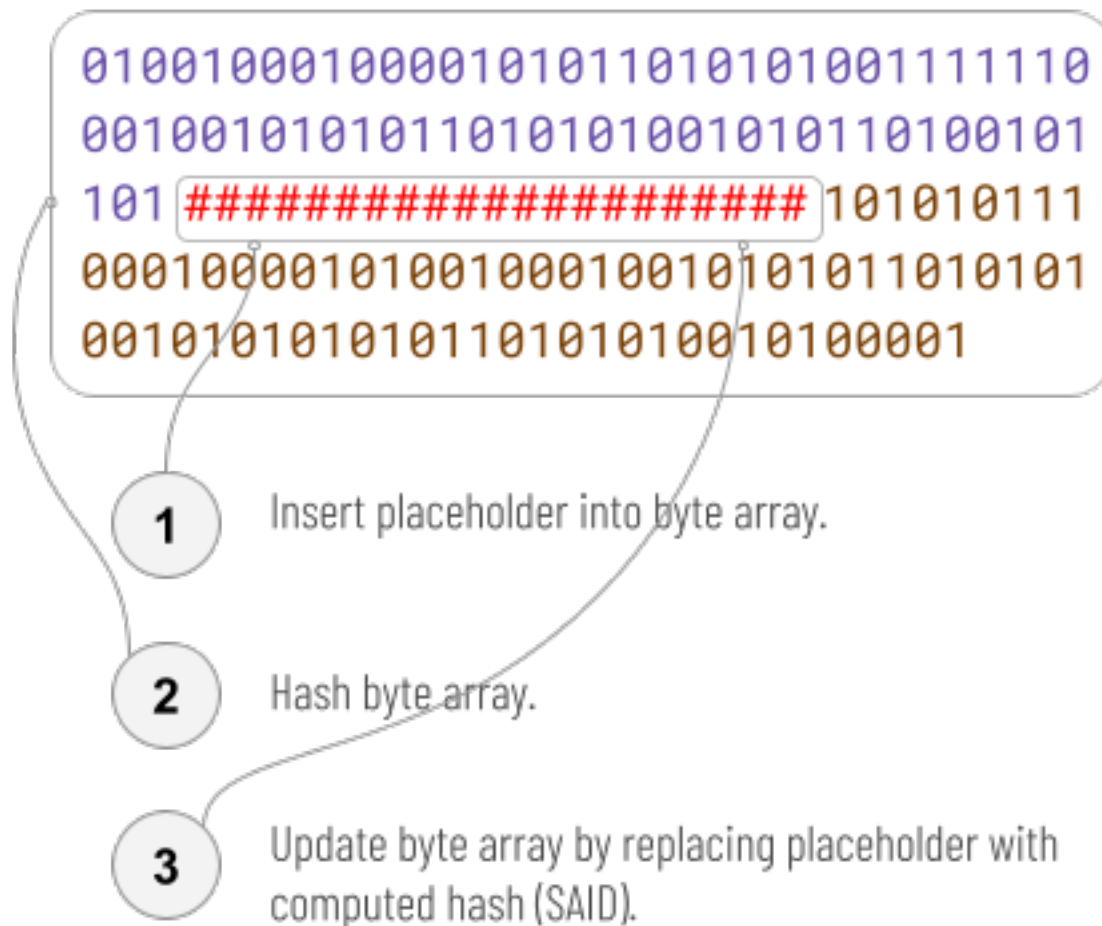 0100100010000101011010101001111110
0010010101011010101001010110100101
101 ##################### 101010111
0001000010100100010010101011010101
001010101010110101010010100001
1 Insert placeholder into byte array.
2 Hash byte array.
3 Update byte array by replacing placeholder with
computed hash (SAID).